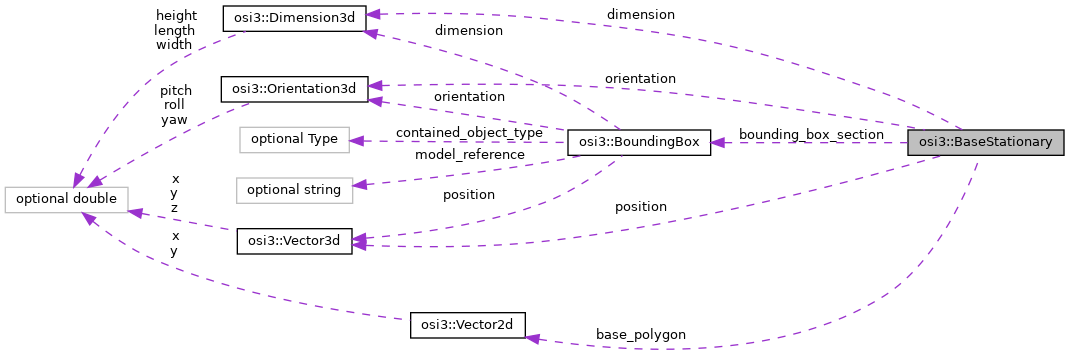 height
length
width
osi3::Dimension3d
dimension
dimension
pitch
roll
yaw
osi3::Orientation3d
orientation
orientation
optional Type
contained_object_type
osi3::BoundingBox
bounding_box_section
osi3::BaseStationary
model_reference
optional string
optional double
x
y
z
position
position
osi3::Vector3d
x
y
osi3::Vector2d
base_polygon